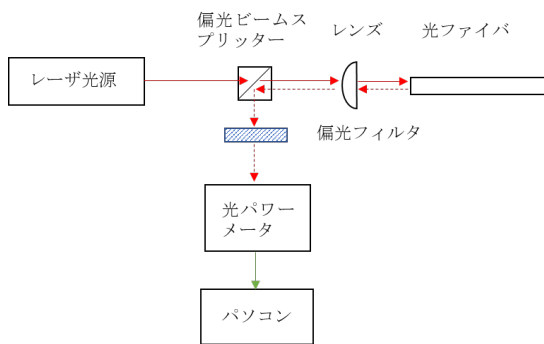 偏光ビームス
プリッター
レンズ
光ファイバ
レーザ光源
偏光フィルタ
光パワー
メータ
パソコン